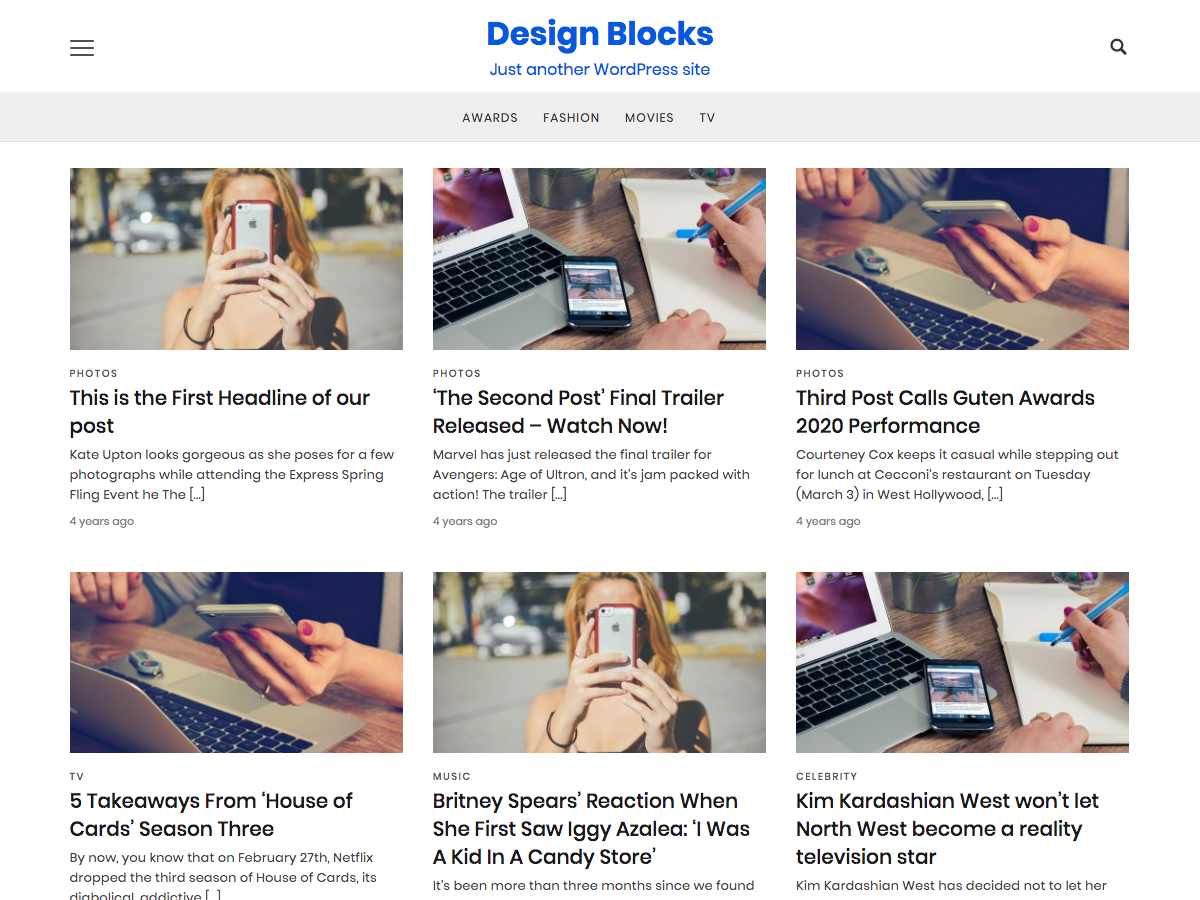 Design Blocks
Just another WordPress site
AWARDS FASHION MOVIES TV
PHOTOS
This is the First Headline of our
post
Kate Upton looks gorgeous as she poses for a few
photographs while attending the Express Spring
Fling Event he The [...]
4 years ago
PHOTOS
‘The Second Post’ Final Trailer
Released – Watch Now!
Marvel has just released the final trailer for
Avengers: Age of Ultron, and it’s jam packed with
action! The trailer [...]
4 years ago
PHOTOS
Third Post Calls Guten Awards
2020 Performance
Courteney Cox keeps it casual while stepping out
for lunch at Cecconi’s restaurant on Tuesday
(March 3) in West Hollywood, [...]
4 years ago
TV
5 Takeaways From ‘House of
Cards’ Season Three
By now, you know that on February 27th, Netflix
dropped the third season of House of Cards, its
diabolical, addictive [...]
MUSIC
Britney Spears’ Reaction When
She First Saw Iggy Azalea: ‘I Was
A Kid In A Candy Store’
It’s been more than three months since we found
CELEBRITY
Kim Kardashian West won’t let
North West become a reality
television star
Kim Kardashian West has decided not to let her